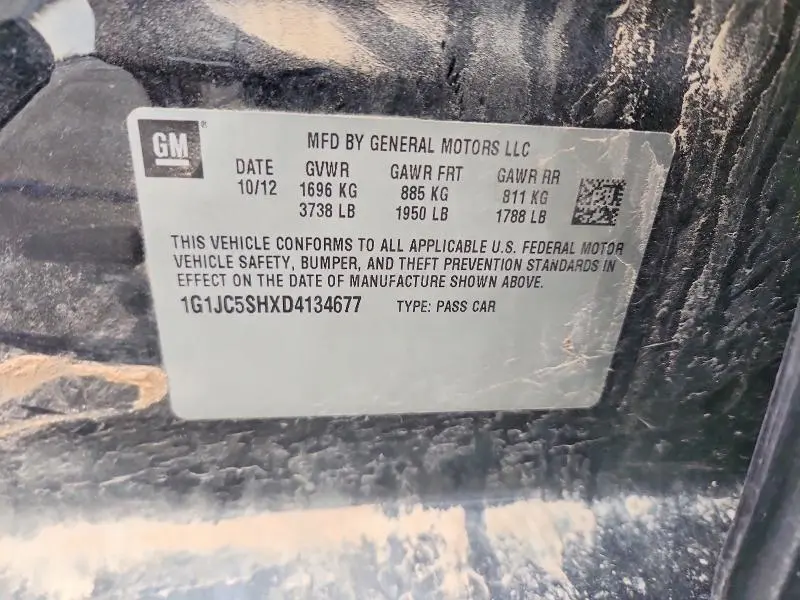 GM®
MFD BY GENERAL MOTORS LLC
DATE GVWR GAWR FRT GAWR RR
10/12 1696 KG 885 KG 811 KG
3738 LB 1950 LB 1788 LB
THIS VEHICLE CONFORMS TO ALL APPLICABLE U.S. FEDERAL MOTOR
VEHICLE SAFETY, BUMPER, AND THEFT PREVENTION STANDARDS IN
EFFECT ON THE DATE OF MANUFACTURE SHOWN ABOVE.
1G1JC5SHXD4134677 TYPE: PASS CAR